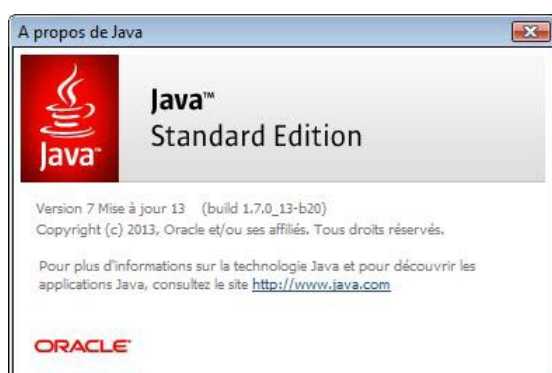 A propos de Java
Java™
Standard Edition
Java™
Version 7 Mise à jour 13 (build 1.7.0_13-b20)
Copyright (c) 2013, Oracle et/ou ses affiliés. Tous droits réservés.
Pour plus d'informations sur la technologie Java et pour découvrir les
applications Java, consultez le site http://www.java.com
ORACLE